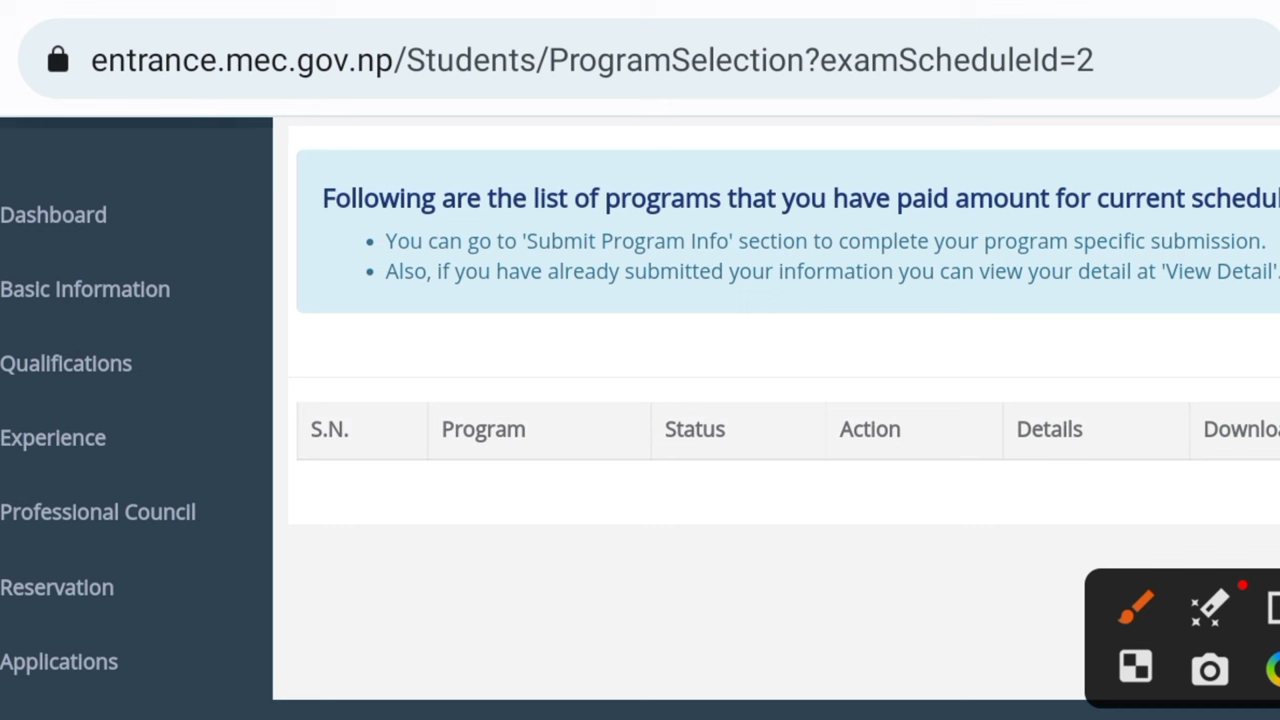 entrance.mec.gov.np/Students/ProgramSelection?examScheduleId=2
Dashboard
Basic Information
Qualifications
Experience
Professional Council
Reservation
Applications
Following are the list of programs that you have paid amount for current
• You can go to 'Submit Program Info' section to complete your program specific submission.
• Also, if you have already submitted your information you can view your detail at 'View Detail'.
S.N. Program Status Action Details